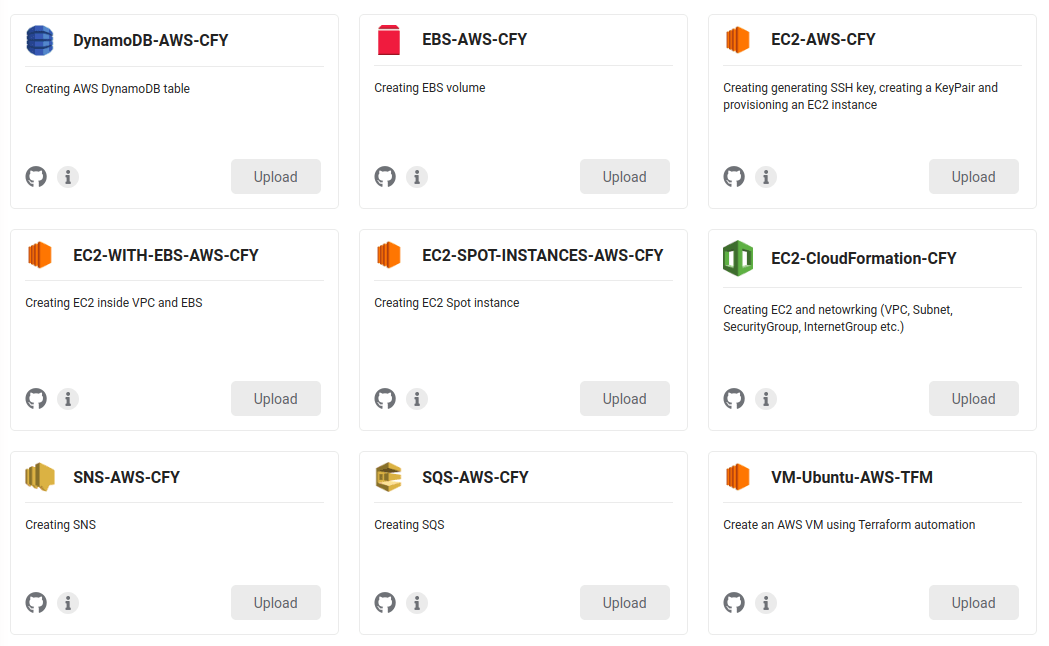 DynamoDB-AWS-CFY
Creating AWS DynamoDB table
Upload
EBS-AWS-CFY
Creating EBS volume
Upload
EC2-AWS-CFY
Creating generating SSH key, creating a KeyPair and
provisioning an EC2 instance
Upload
EC2-WITH-EBS-AWS-CFY
Creating EC2 inside VPC and EBS
Upload
EC2-SPOT-INSTANCES-AWS-CFY
Creating EC2 Spot instance
Upload
EC2-CloudFormation-CFY
Creating EC2 and netowrking (VPC, Subnet,
SecurityGroup, InternetGroup etc.)
Upload
SNS-AWS-CFY
Creating SNS
Upload
SQS-AWS-CFY
Creating SQS
Upload
VM-Ubuntu-AWS-TFM
Create an AWS VM using Terraform automation
Upload